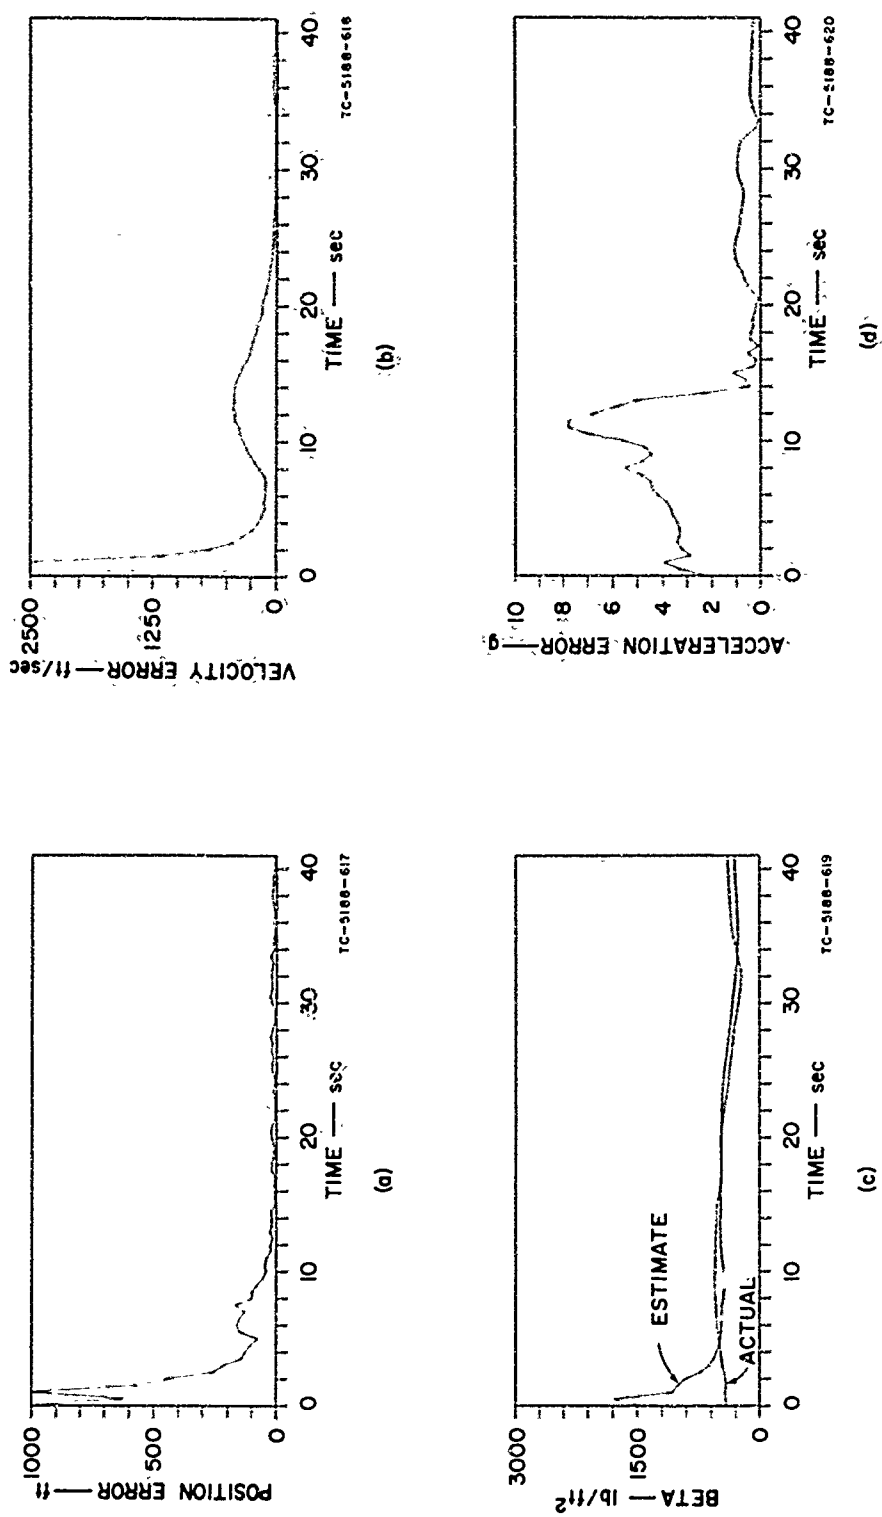 POSITION ERROR — ft
1000
500
0
0 10 20 30 40
TIME — sec
TC-5188-617
(a)
VELOCITY ERROR — ft/sec
2500
1250
0
0 10 20 30 40
TIME — sec
TC-5188-618
(b)
BETA — lb/ft²
3000
1500
0
ESTIMATE
ACTUAL
0 10 20 30 40
TIME — sec
TC-5188-619
(c)
ACCELERATION ERROR — g
10
8
6
4
2
0
0 10 20 30 40
TIME — sec
TC-5188-620
(d)